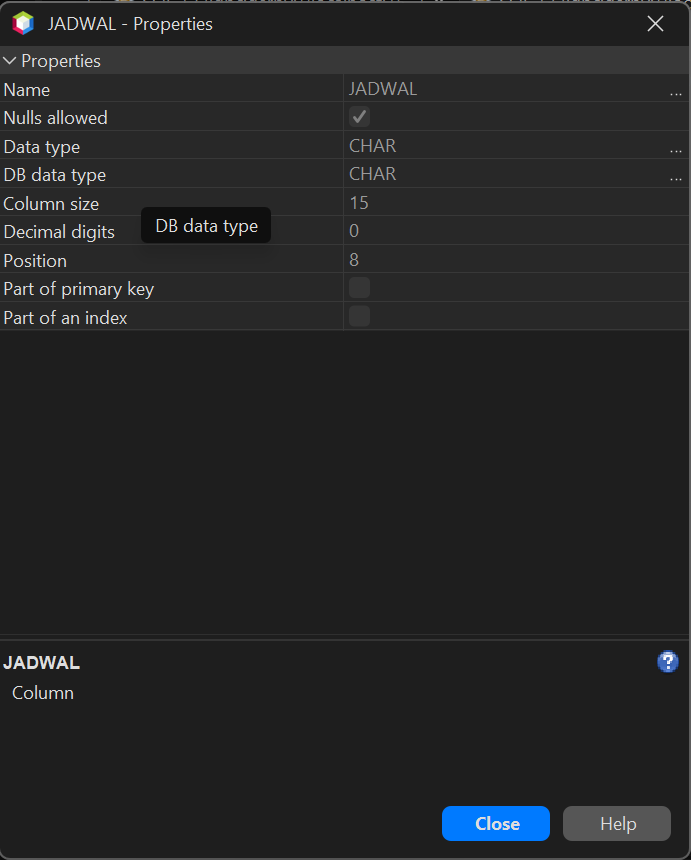 JADWAL - Properties
Properties
Name JADWAL ...
Nulls allowed
Data type CHAR ...
DB data type CHAR ...
Column size 15
DB data type
Decimal digits 0
Position 8
Part of primary key
Part of an index
JADWAL
Column
Close Help